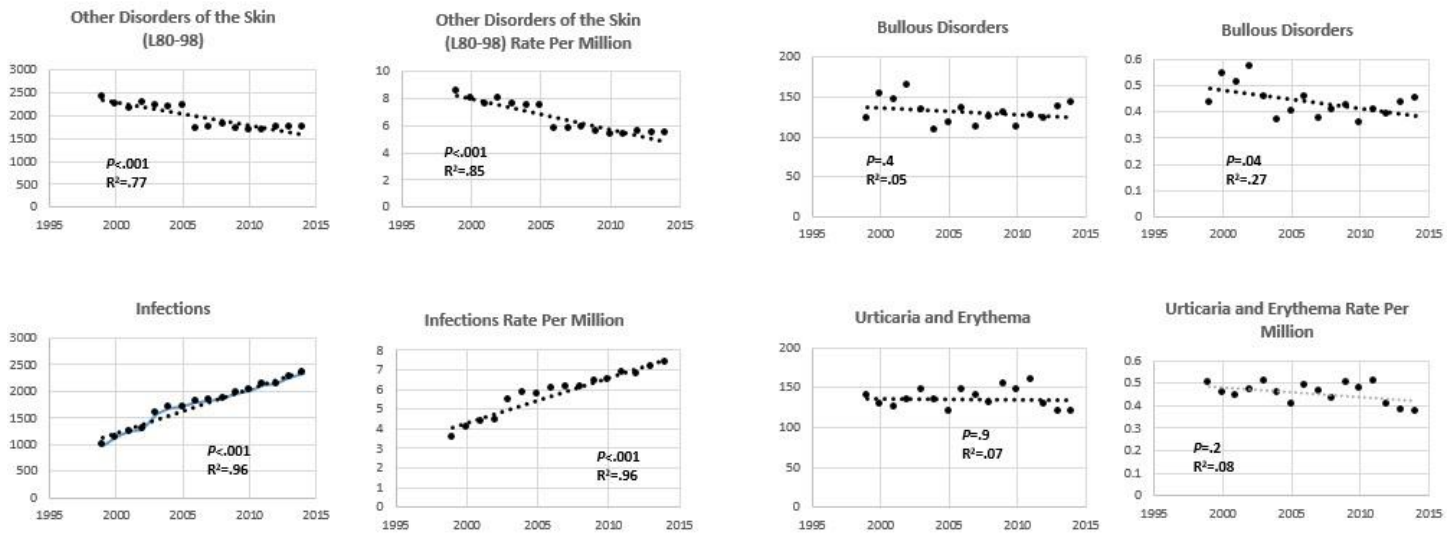 Other Disorders of the Skin
(L80-98)
3000
2500
2000
1500
1000
500
0
P<.001
R²=.77
1995 2000 2005 2010 2015
Other Disorders of the Skin
(L80-98) Rate Per Million
10
8
6
4
2
0
P<.001
R²=.85
1995 2000 2005 2010 2015
Bullous Disorders
200
150
100
50
0
P=.4
R²=.05
1995 2000 2005 2010 2015
Bullous Disorders
0.6
0.5
0.4
0.3
0.2
0.1
0
P=.04
R²=.27
1995 2000 2005 2010 2015
Infections
3000
2500
2000
1500
1000
500
0
P<.001
R²=.96
1995 2000 2005 2010 2015
Infections Rate Per Million
8
7
6
5
4
3
2
1
0
P<.001
R²=.96
1995 2000 2005 2010 2015
Urticaria and Erythema
200
150
100
50
0
P=.9
R²=.07
1995 2000 2005 2010 2015
Urticaria and Erythema Rate Per
Million
0.6
0.5
0.4
0.3
0.2
0.1
0
P=.2
R²=.08
1995 2000 2005 2010 2015